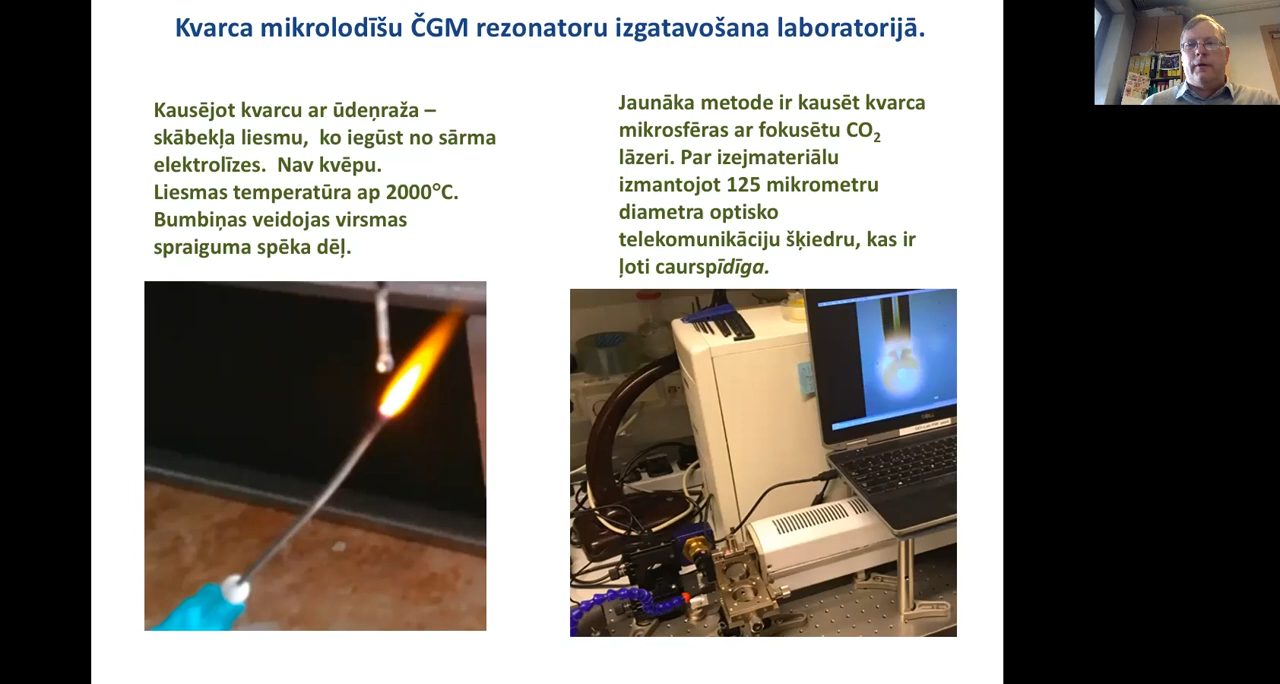 Kvarca mikrolodīšu ČGM rezonatoru izgatavošana laboratorijā.
Kausējot kvarcu ar ūdeņraža –
skābekļa liesmu, ko iegūst no sārma
elektrolīzes. Nav kvēpu.
Liesmas temperatūra ap 2000°C.
Bumbiņas veidojas virsmas
spraiguma spēka dēļ.
Jaunāka metode ir kausēt kvarca
mikrosfēras ar fokusētu CO₂
lāzeri. Par izejmateriālu
izmantojot 125 mikrometru
diametra optisko
telekomunikāciju šķiedru, kas ir
ļoti caurspīdīga.
DELL